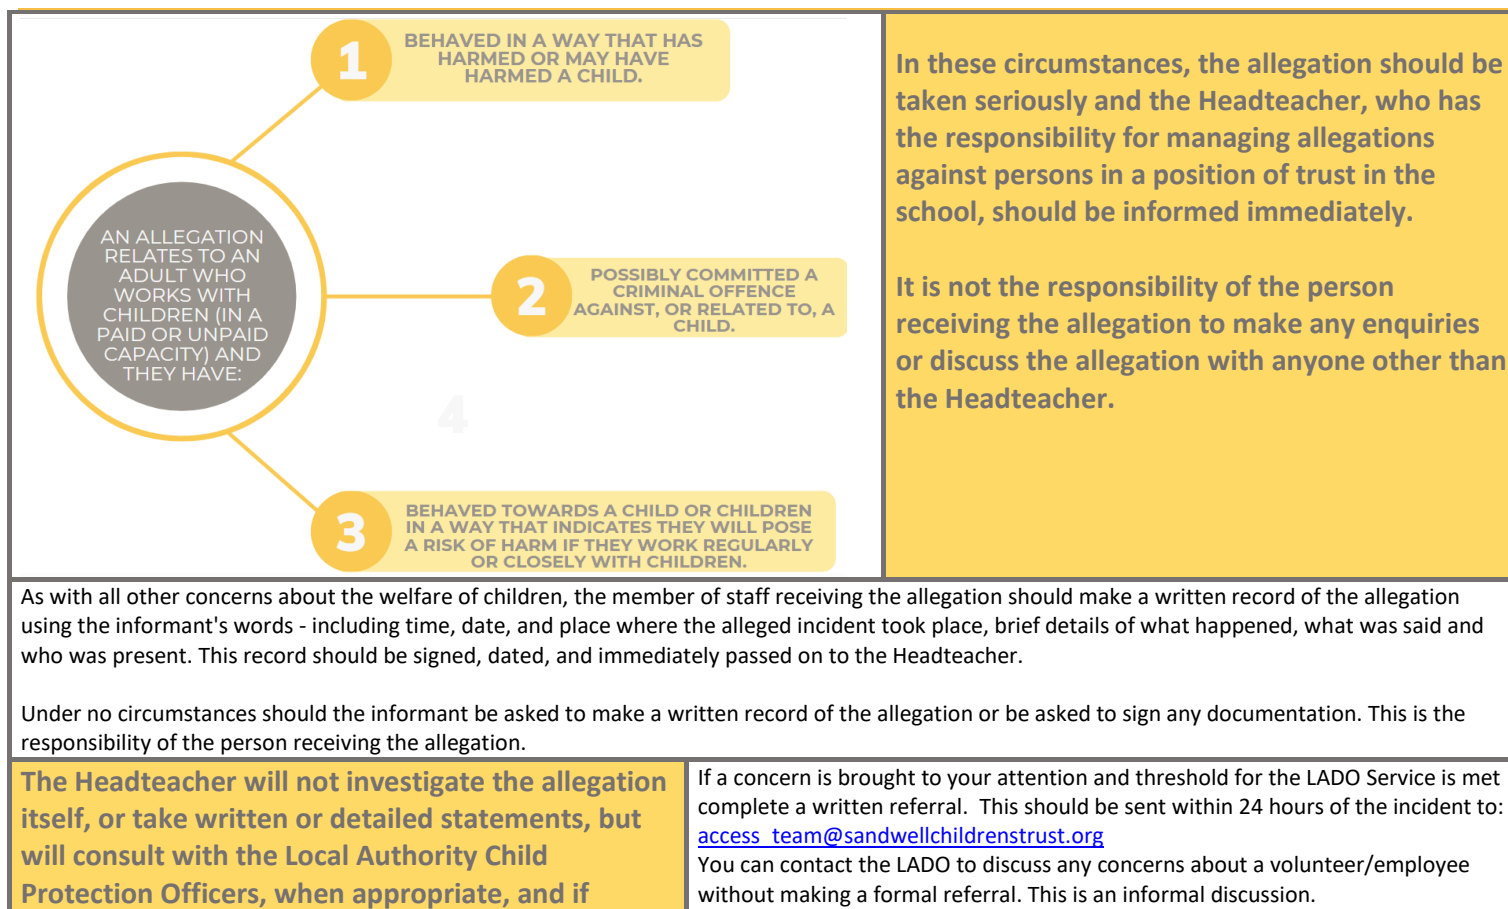 1
BEHAVED IN A WAY THAT HAS
HARMED OR MAY HAVE
HARMED A CHILD.
AN ALLEGATION
RELATES TO AN
ADULT WHO
WORKS WITH
CHILDREN (IN A
PAID OR UNPAID
CAPACITY) AND
THEY HAVE:
2
POSSIBLY COMMITTED A
CRIMINAL OFFENCE
AGAINST, OR RELATED TO, A
CHILD.
4
3
BEHAVED TOWARDS A CHILD OR CHILDREN
IN A WAY THAT INDICATES THEY WILL POSE
A RISK OF HARM IF THEY WORK REGULARLY
OR CLOSELY WITH CHILDREN.
In these circumstances, the allegation should be
taken seriously and the Headteacher, who has
the responsibility for managing allegations
against persons in a position of trust in the
school, should be informed immediately.
It is not the responsibility of the person
receiving the allegation to make any enquiries
or discuss the allegation with anyone other than
the Headteacher.
As with all other concerns about the welfare of children, the member of staff receiving the allegation should make a written record of the allegation
using the informant's words - including time, date, and place where the alleged incident took place, brief details of what happened, what was said and
who was present. This record should be signed, dated, and immediately passed on to the Headteacher.
Under no circumstances should the informant be asked to make a written record of the allegation or be asked to sign any documentation. This is the
responsibility of the person receiving the allegation.
The Headteacher will not investigate the allegation
itself, or take written or detailed statements, but
will consult with the Local Authority Child
Protection Officers, when appropriate, and if
If a concern is brought to your attention and threshold for the LADO Service is met
complete a written referral. This should be sent within 24 hours of the incident to:
access_team@sandwellchildrenstrust.org
You can contact the LADO to discuss any concerns about a volunteer/employee
without making a formal referral. This is an informal discussion.